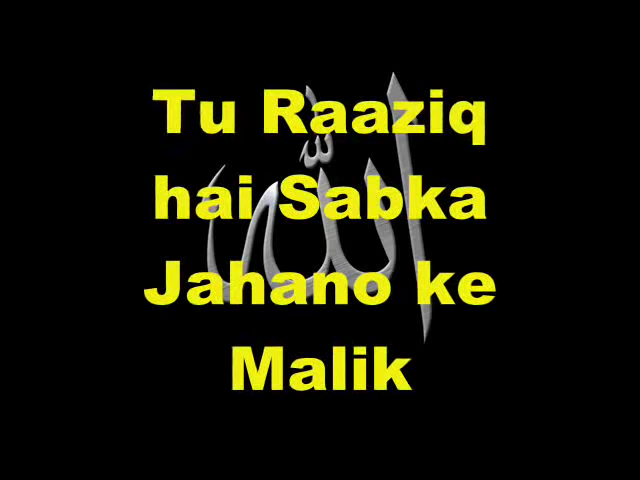 الله
Tu Raaziq
hai Sabka
Jahano ke
Malik